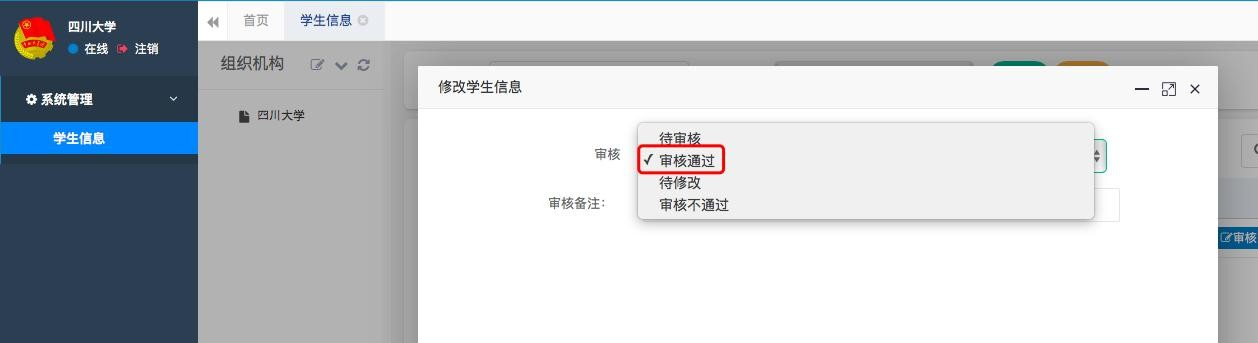 四川大学
在线 注销
系统管理
学生信息
首页 学生信息
组织机构
四川大学
修改学生信息
审核
待审核
✓ 审核通过
待修改
审核不通过
审核备注：
审核